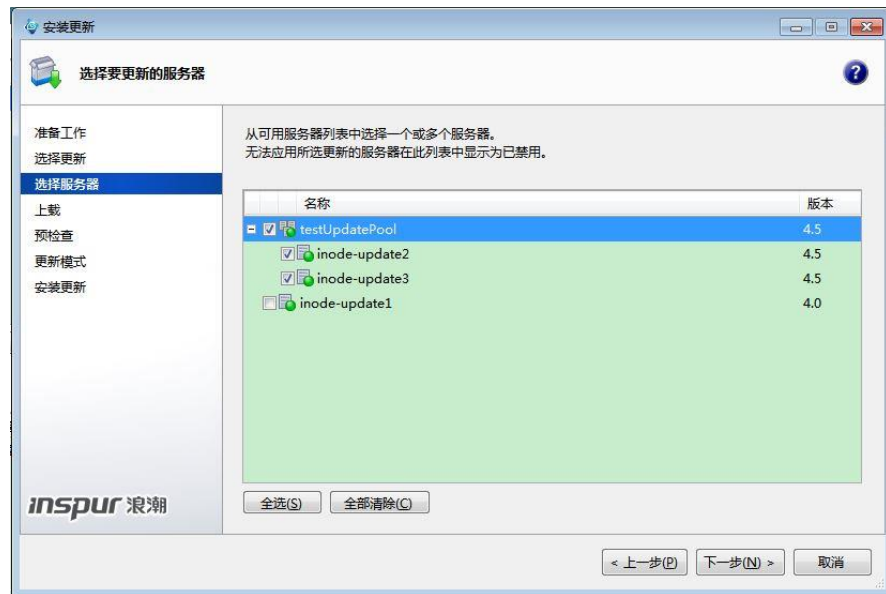 安装更新
选择要更新的服务器
?
准备工作
选择更新
选择服务器
上载
预检查
更新模式
安装更新
inspur 浪潮
从可用服务器列表中选择一个或多个服务器。
无法应用所选更新的服务器在此列表中显示为已禁用。
名称 版本
testUpdatePool 4.5
inode-update2 4.5
inode-update3 4.5
inode-update1 4.0
全选(S) 全部清除(C)
< 上一步(P) 下一步(N) > 取消